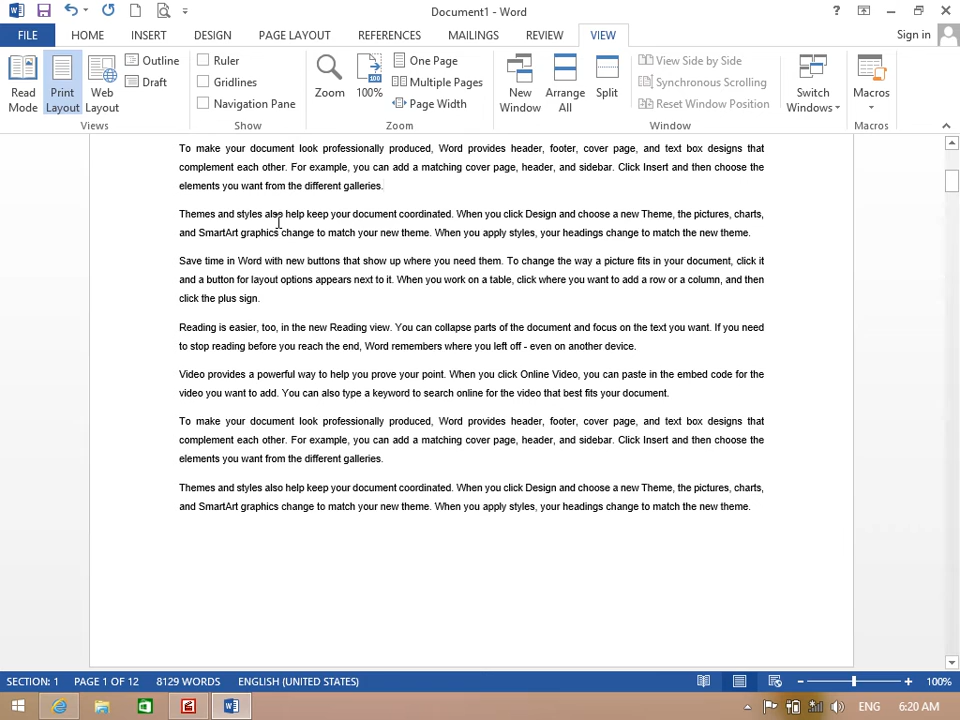 Document1 - Word
? 
FILE HOME INSERT DESIGN PAGE LAYOUT REFERENCES MAILINGS REVIEW VIEW Sign in
Read Mode
Print Layout
Web Layout
Outline
Draft
Views
Ruler
Gridlines
Navigation Pane
Show
Zoom
100
100%
One Page
Multiple Pages
Page Width
Zoom
New Window
Arrange All
Split
View Side by Side
Synchronous Scrolling
Reset Window Position
Switch Windows
Window
Macros
Macros
To make your document look professionally produced, Word provides header, footer, cover page, and text box designs that
complement each other. For example, you can add a matching cover page, header, and sidebar. Click Insert and then choose the
elements you want from the different galleries.
Themes and styles also help keep your document coordinated. When you click Design and choose a new Theme, the pictures, charts,
and SmartArt graphics change to match your new theme. When you apply styles, your headings change to match the new theme.
Save time in Word with new buttons that show up where you need them. To change the way a picture fits in your document, click it
and a button for layout options appears next to it. When you work on a table, click where you want to add a row or a column, and then
click the plus sign.
Reading is easier, too, in the new Reading view. You can collapse parts of the document and focus on the text you want. If you need
to stop reading before you reach the end, Word remembers where you left off - even on another device.
Video provides a powerful way to help you prove your point. When you click Online Video, you can paste in the embed code for the
video you want to add. You can also type a keyword to search online for the video that best fits your document.
To make your document look professionally produced, Word provides header, footer, cover page, and text box designs that
complement each other. For example, you can add a matching cover page, header, and sidebar. Click Insert and then choose the
elements you want from the different galleries.
Themes and styles also help keep your document coordinated. When you click Design and choose a new Theme, the pictures, charts,
and SmartArt graphics change to match your new theme. When you apply styles, your headings change to match the new theme.
SECTION: 1 PAGE 1 OF 12 8129 WORDS ENGLISH (UNITED STATES) 100%
ENG 6:20 AM